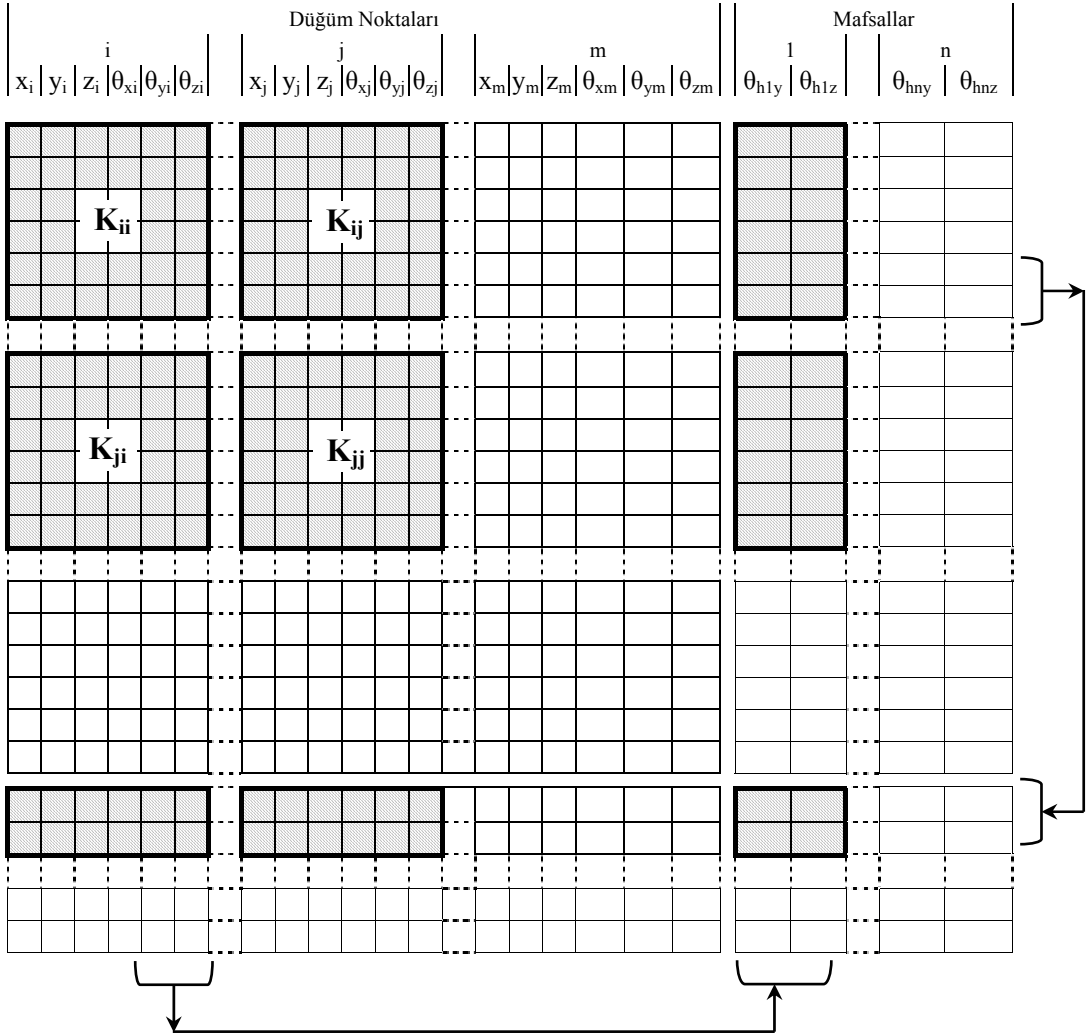 Düğüm Noktaları Mafsallar
i j m 1 n
xi yi zi θxi θyi θzi xj yj zj θxj θyj θzj xm ym zm θxm θym θzm θh1y θh1z θhny θhnz
Kii Kij
Kji Kjj